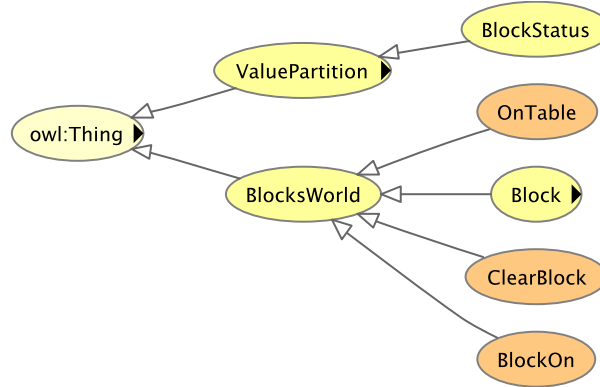 BlockStatus
ValuePartition
OnTable
owl:Thing
BlocksWorld
Block
ClearBlock
BlockOn